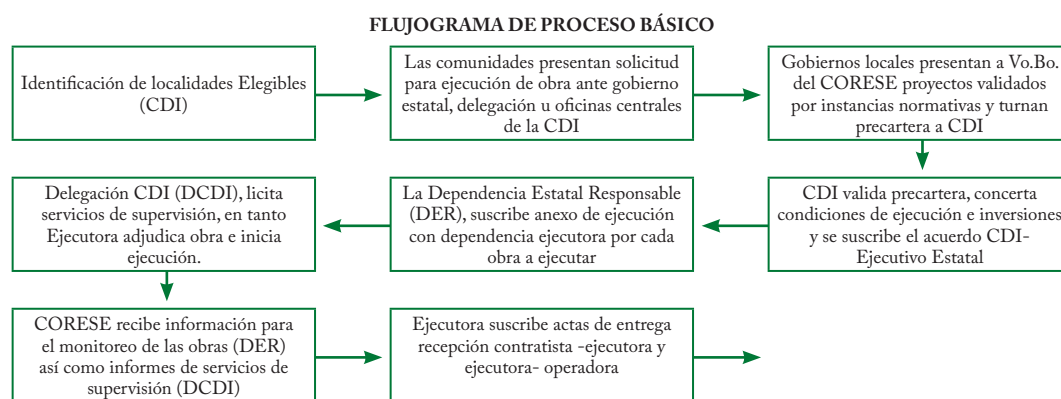 FLUJOGRAMA DE PROCESO BÁSICO
Identificación de localidades Elegibles
(CDI)
Las comunidades presentan solicitud
para ejecución de obra ante gobierno
estatal, delegación u oficinas centrales
de la CDI
Gobiernos locales presentan a Vo.Bo.
del CORESE proyectos validados
por instancias normativas y turnan
precartera a CDI
CDI valida precartera, concerta
condiciones de ejecución e inversiones
y se suscribe el acuerdo CDI-
Ejecutivo Estatal
La Dependencia Estatal Responsable
(DER), suscribe anexo de ejecución
con dependencia ejecutora por cada
obra a ejecutar
Delegación CDI (DCDI), licita
servicios de supervisión, en tanto
Ejecutora adjudica obra e inicia
ejecución.
CORESE recibe información para
el monitoreo de las obras (DER)
así como informes de servicios de
supervisión (DCDI)
Ejecutora suscribe actas de entrega
recepción contratista -ejecutora y
ejecutora- operadora